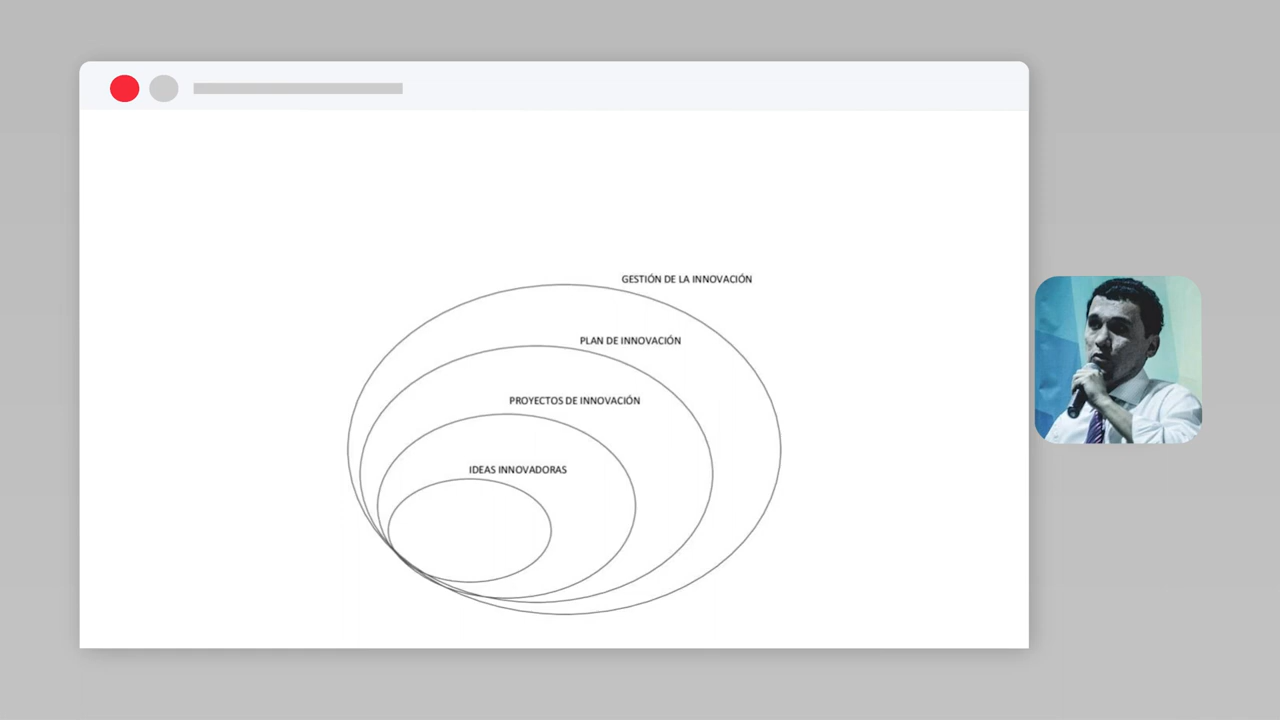 GESTIÓN DE LA INNOVACIÓN
PLAN DE INNOVACIÓN
PROYECTOS DE INNOVACIÓN
IDEAS INNOVADORAS